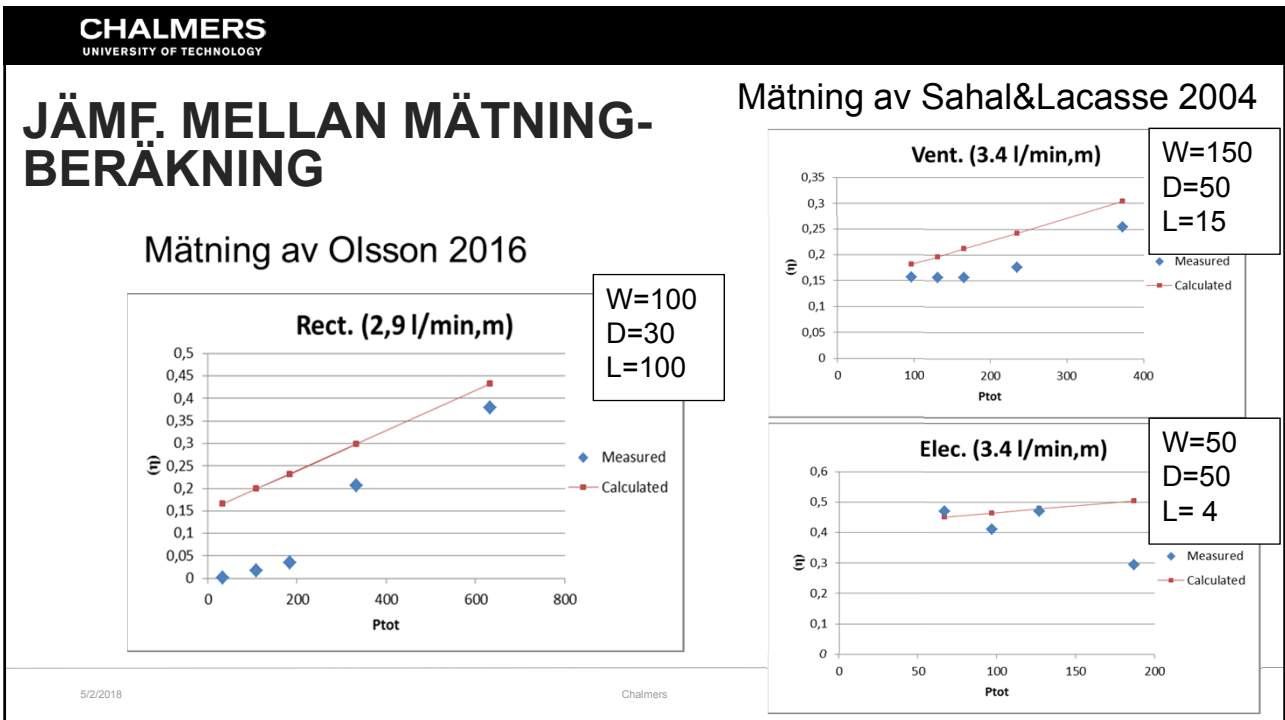 CHALMERS
UNIVERSITY OF TECHNOLOGY
JÄMF. MELLAN MÄTNING-
BERÄKNING
Mätning av Olsson 2016
Rect. (2,9 l/min,m)
W=100
D=30
L=100
0,5
0,45
0,4
0,35
0,3
0,25
0,2
0,15
0,1
0,05
0
(η)
0 200 400 600 800
Ptot
Measured
Calculated
Mätning av Sahal&Lacasse 2004
Vent. (3.4 l/min,m)
W=150
D=50
L=15
0,35
0,3
0,25
0,2
0,15
0,1
0,05
0
(η)
0 100 200 300 400
Ptot
Measured
Calculated
Elec. (3.4 l/min,m)
W=50
D=50
L= 4
0,6
0,5
0,4
0,3
0,2
0,1
0
(η)
0 50 100 150 200
Ptot
Measured
Calculated
5/2/2018
Chalmers